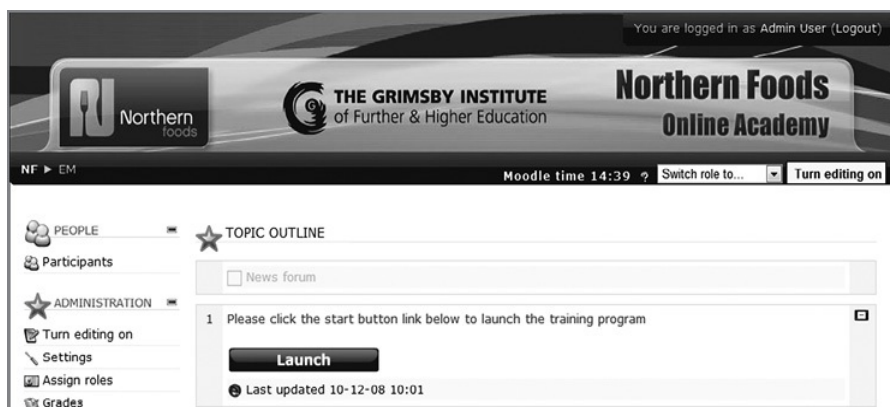 You are logged in as Admin User (Logout)
Northern
foods
THE GRIMSBY INSTITUTE
of Further & Higher Education
Northern Foods
Online Academy
NF ► EM
Moodle time 14:39 ? Switch role to... Turn editing on
PEOPLE
Participants
ADMINISTRATION
Turn editing on
Settings
Assign roles
Grades
TOPIC OUTLINE
News forum
1 Please click the start button link below to launch the training program
Launch
Last updated 10-12-08 10:01